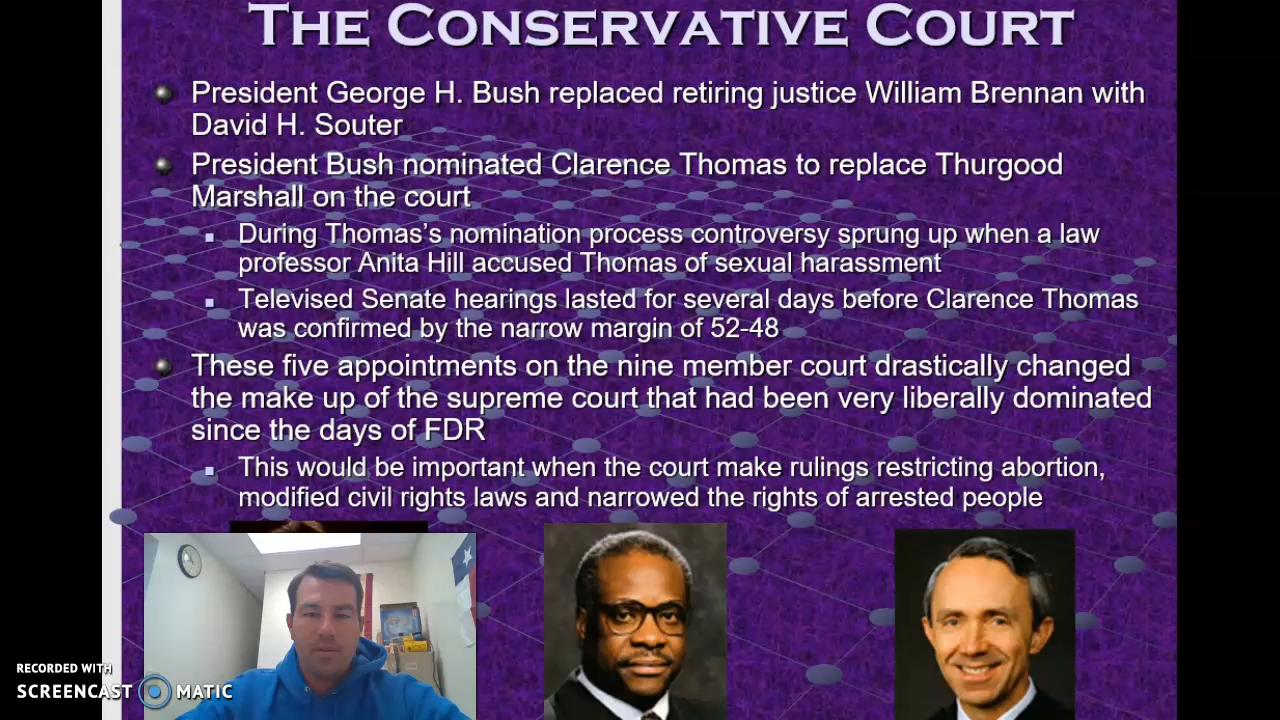 THE CONSERVATIVE COURT
President George H. Bush replaced retiring justice William Brennan with
David H. Souter
President Bush nominated Clarence Thomas to replace Thurgood
Marshall on the court
During Thomas's nomination process controversy sprung up when a law
professor Anita Hill accused Thomas of sexual harassment
Televised Senate hearings lasted for several days before Clarence Thomas
was confirmed by the narrow margin of 52-48
These five appointments on the nine member court drastically changed
the make up of the supreme court that had been very liberally dominated
since the days of FDR
This would be important when the court make rulings restricting abortion,
modified civil rights laws and narrowed the rights of arrested people
RECORDED WITH
SCREENCAST MATIC